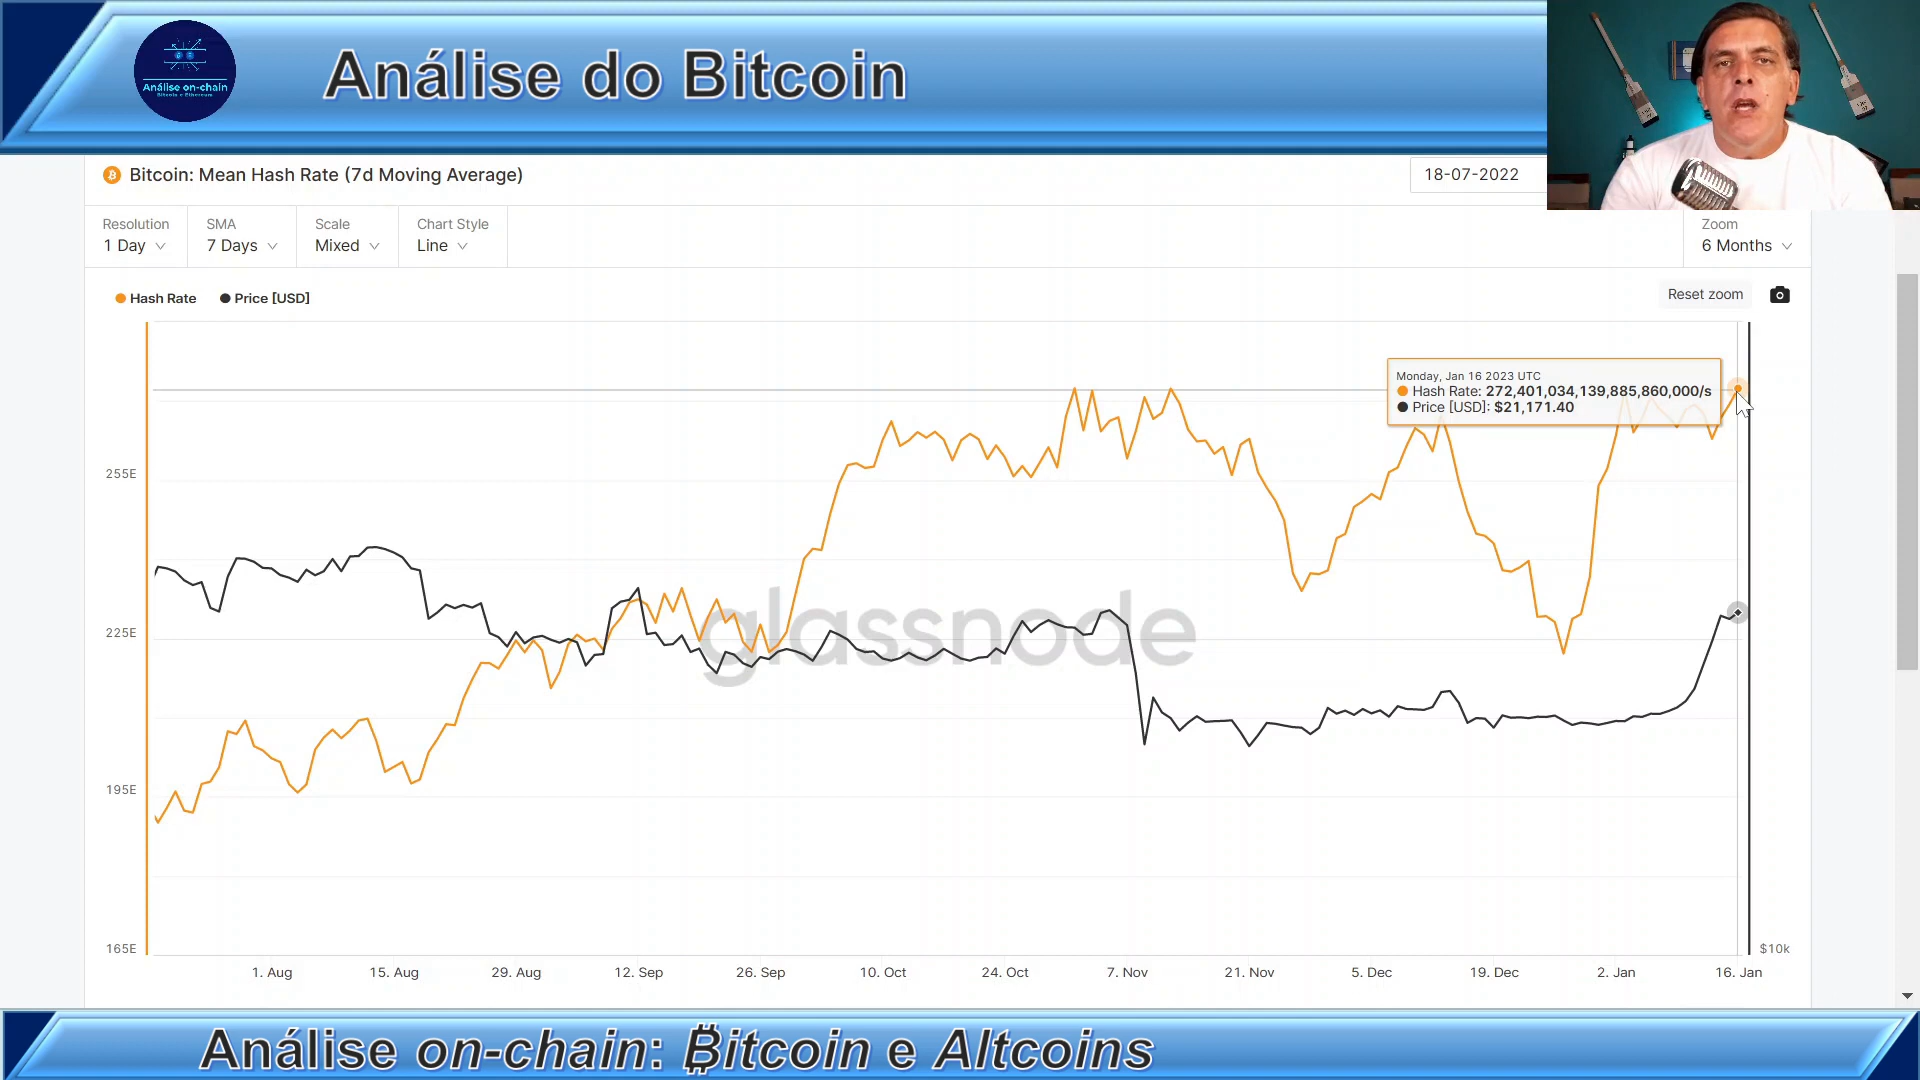 Análise on-chain
Bitcoin e Ethereum
Análise do Bitcoin
Bitcoin: Mean Hash Rate (7d Moving Average)
18-07-2022
Resolution
1 Day
SMA
7 Days
Scale
Mixed
Chart Style
Line
Zoom
6 Months
Hash Rate
Price [USD]
Reset zoom
Monday, Jan 16 2023 UTC
Hash Rate: 272,401,034,139,885,860,000/s
Price [USD]: $21,171.40
255E
225E
195E
165E
glassnode
$10k
1. Aug 15. Aug 29. Aug 12. Sep 26. Sep 10. Oct 24. Oct 7. Nov 21. Nov 5. Dec 19. Dec 2. Jan 16. Jan
Análise on-chain: ₿itcoin e Altcoins